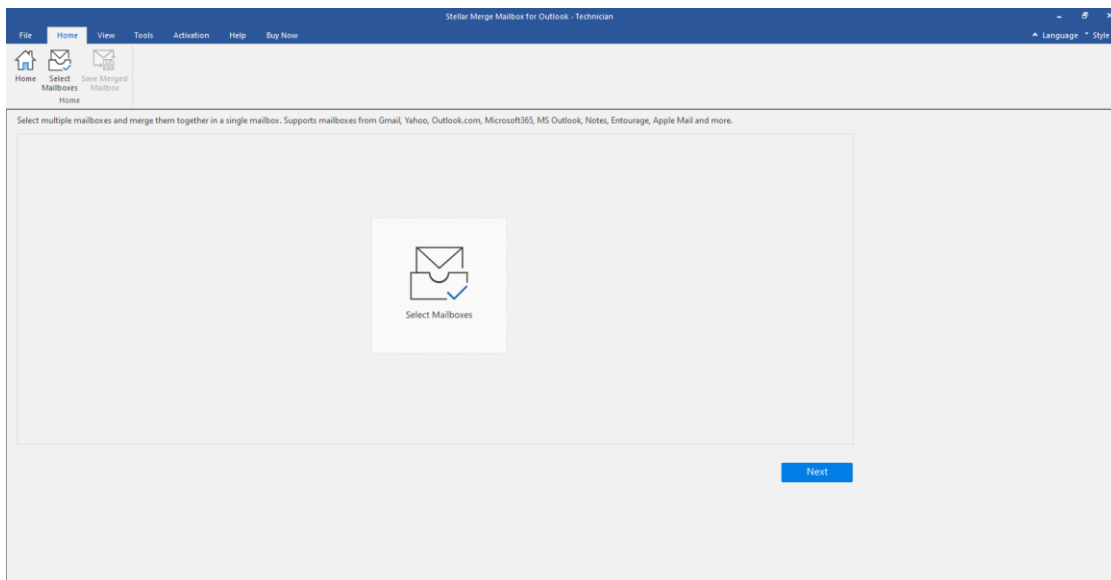 Stellar Merge Mailbox for Outlook - Technician
File Home View Tools Activation Help Buy Now Language Style
Home Select Mailboxes Save Merged Mailbox
Home
Select multiple mailboxes and merge them together in a single mailbox. Supports mailboxes from Gmail, Yahoo, Outlook.com, Microsoft365, MS Outlook, Notes, Entourage, Apple Mail and more.
Select Mailboxes
Next